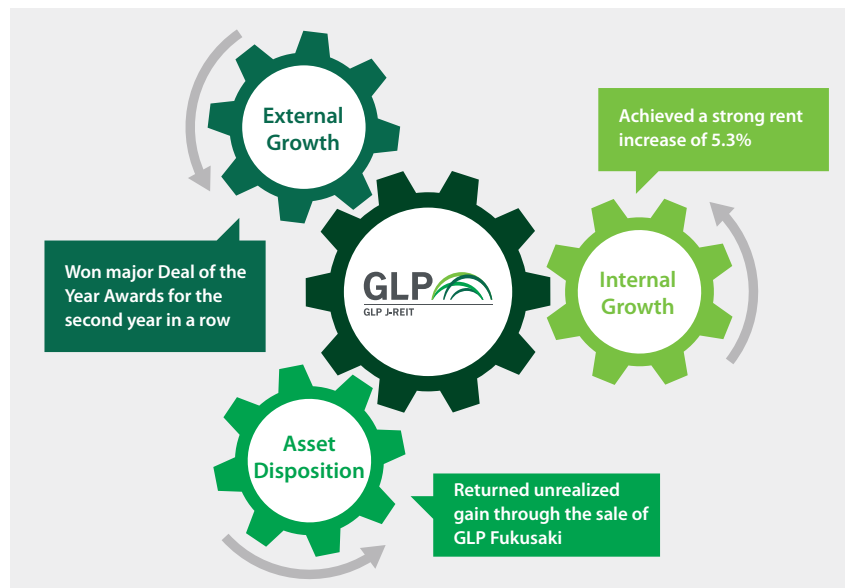 External
Growth
Achieved a strong rent
increase of 5.3%
Won major Deal of the
Year Awards for the
second year in a row
GLP
GLP J-REIT
Internal
Growth
Asset
Disposition
Returned unrealized
gain through the sale of
GLP Fukusaki